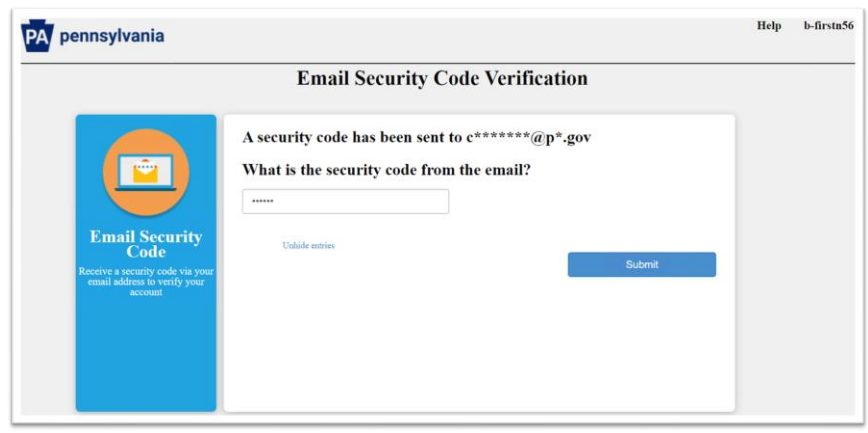 PA pennsylvania
Help b-firstn56
Email Security Code Verification
A security code has been sent to c*******@p*.gov
What is the security code from the email?
••••••
Unhide entries
Submit
Email Security
Code
Receive a security code via your
email address to verify your
account